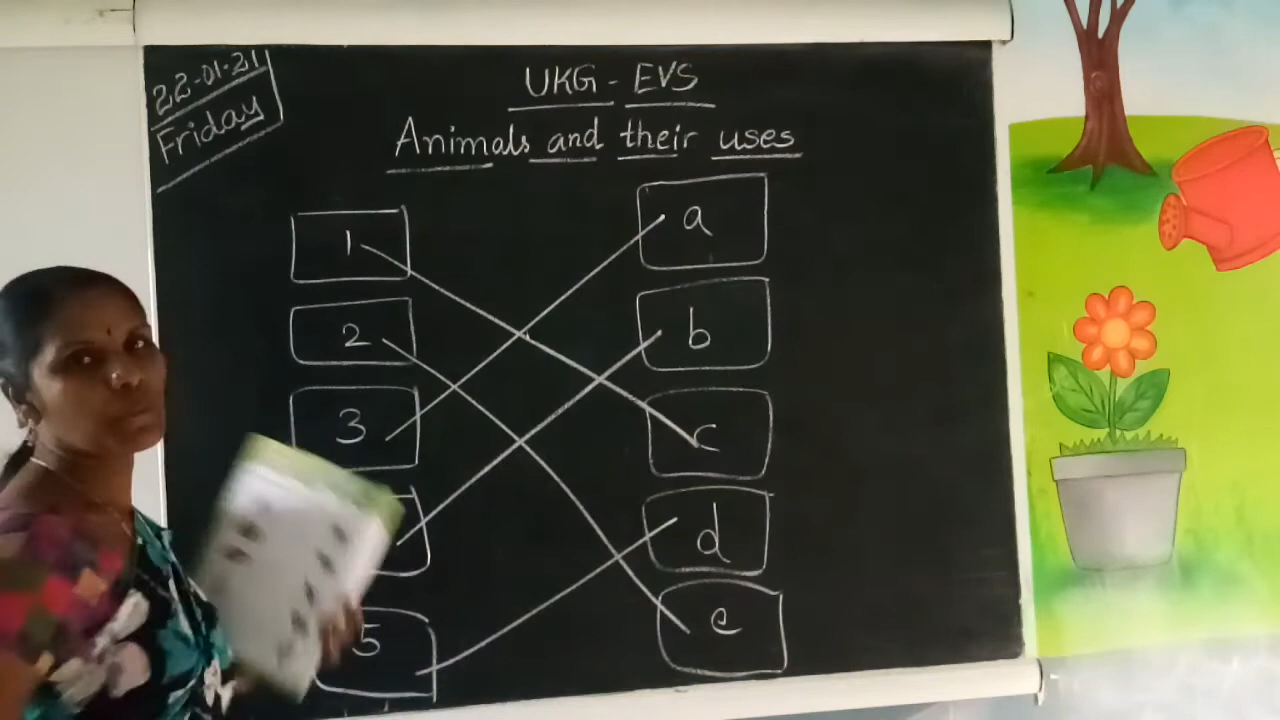 22-01-21
Friday
UKG - EVS
Animals and their uses
1
a
2
b
3
c
d
5
e